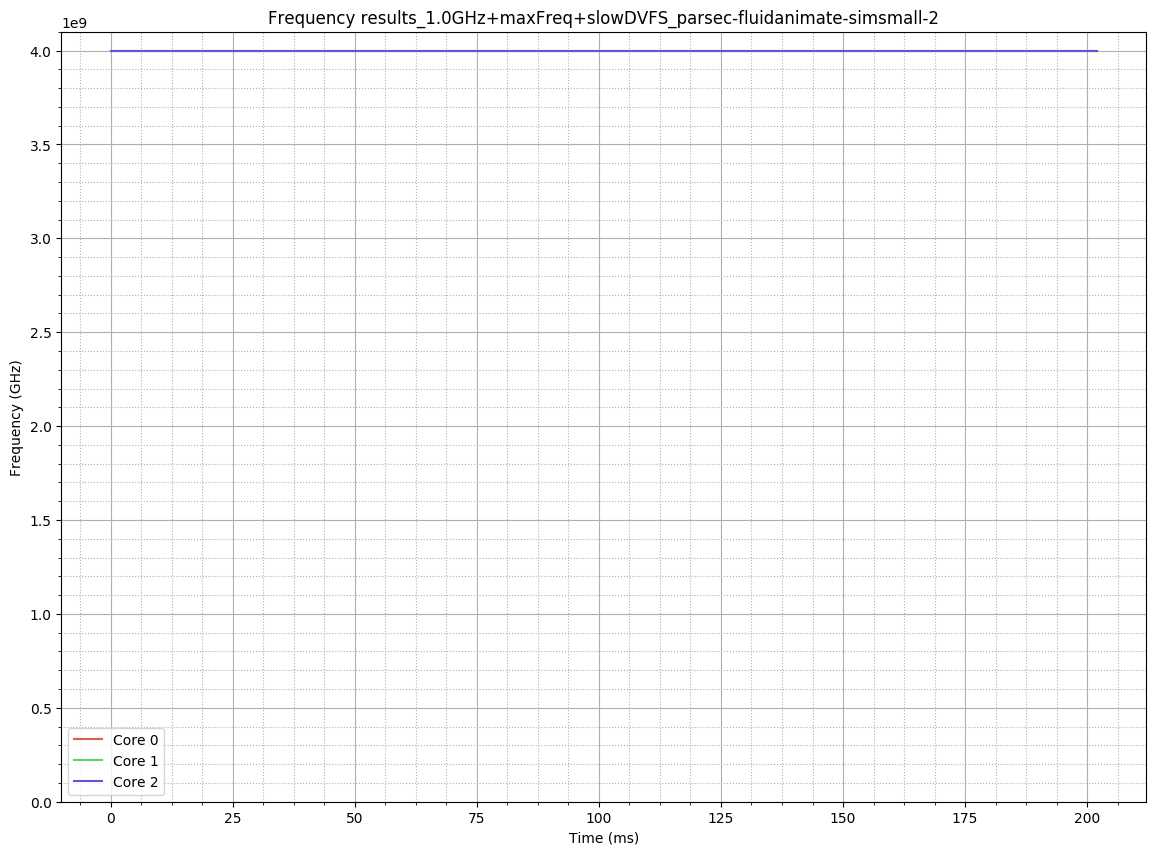 Frequency results_1.0GHz+maxFreq+slowDVFS_parsec-fluidanimate-simsmall-2
1e9
4.0
3.5
3.0
2.5
2.0
1.5
1.0
0.5
0.0
Frequency (GHz)
Core 0
Core 1
Core 2
0 25 50 75 100 125 150 175 200
Time (ms)